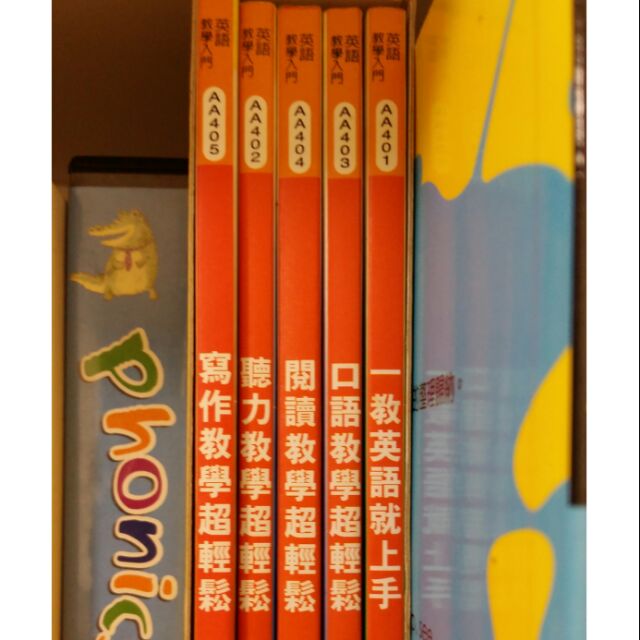 Phonic
英語
教學入門
AA405
寫作教學超輕鬆
英語
教學入門
AA402
聽力教學超輕鬆
英語
教學入門
AA404
閱讀教學超輕鬆
英語
教學入門
AA403
口語教學超輕鬆
英語
教學入門
AA401
一教英語就上手